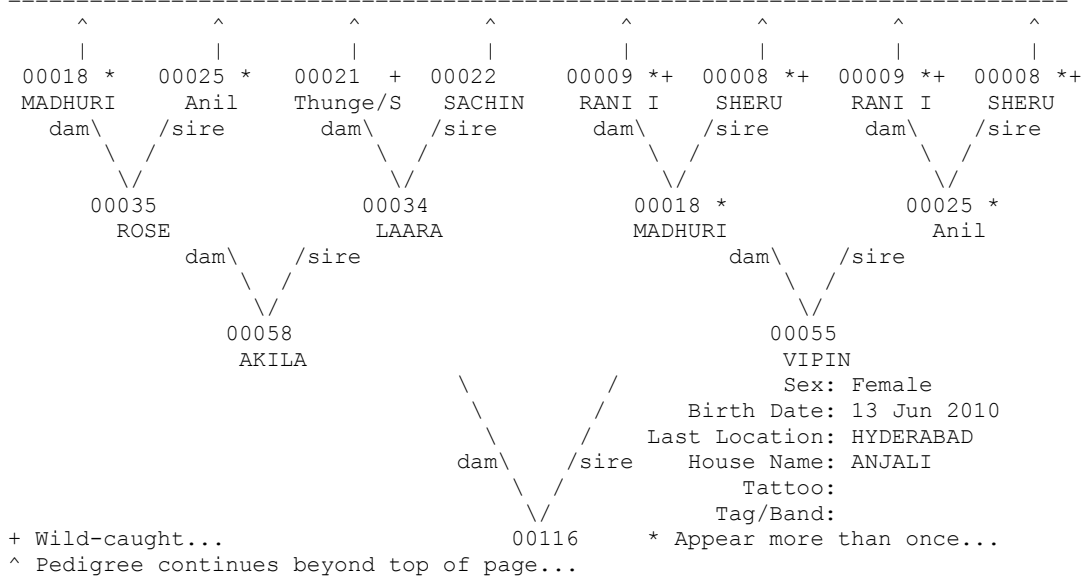 ================================================================================
^ ^ ^ ^ ^ ^ ^ ^
| | | | | | | |
00018 * 00025 * 00021 + 00022 00009 *+ 00008 *+ 00009 *+ 00008 *+
MADHURI Anil Thunge/S SACHIN RANI I SHERU RANI I SHERU
dam\ /sire dam\ /sire dam\ /sire dam\ /sire
\ / \ / \ / \ /
\/ \/ \/ \/
00035 00034 00018 * 00025 *
ROSE LAARA MADHURI Anil
dam\ /sire dam\ /sire
\ / \ /
\/ \/
00058 00055
AKILA VIPIN
\ / Sex: Female
\ / Birth Date: 13 Jun 2010
\ / Last Location: HYDERABAD
dam\ /sire House Name: ANJALI
\ / Tattoo:
\/ Tag/Band:
+ Wild-caught... 00116 * Appear more than once...
^ Pedigree continues beyond top of page...